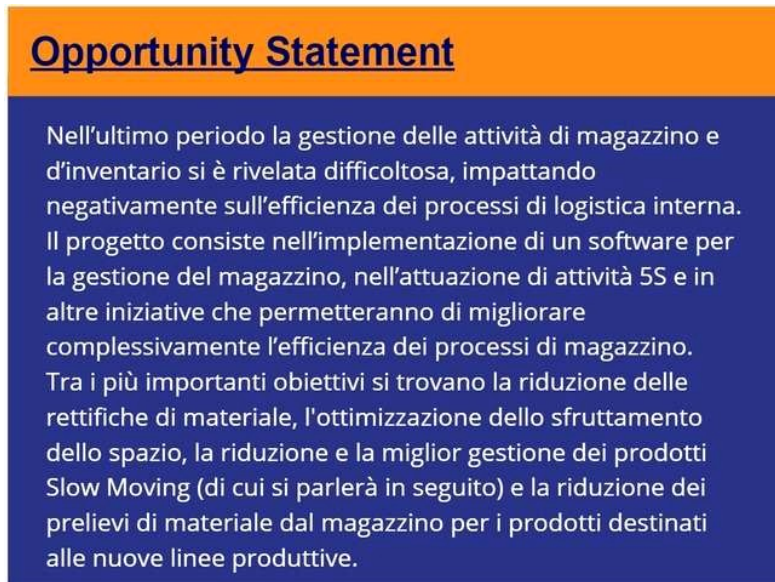 Opportunity Statement
Nell’ultimo periodo la gestione delle attività di magazzino e
d’inventario si è rivelata difficoltosa, impattando
negativamente sull’efficienza dei processi di logistica interna.
Il progetto consiste nell’implementazione di un software per
la gestione del magazzino, nell’attuazione di attività 5S e in
altre iniziative che permetteranno di migliorare
complessivamente l’efficienza dei processi di magazzino.
Tra i più importanti obiettivi si trovano la riduzione delle
rettifiche di materiale, l'ottimizzazione dello sfruttamento
dello spazio, la riduzione e la miglior gestione dei prodotti
Slow Moving (di cui si parlerà in seguito) e la riduzione dei
prelievi di materiale dal magazzino per i prodotti destinati
alle nuove linee produttive.